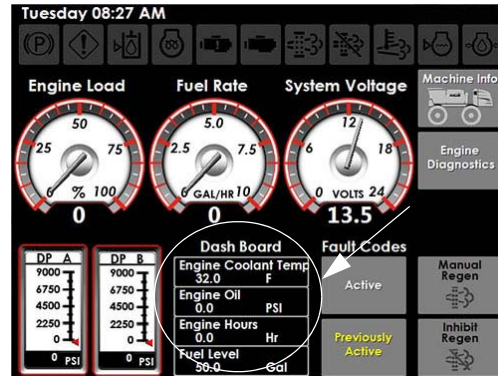 Tuesday 08:27 AM
Engine Load
Fuel Rate
System Voltage
Machine Info
50
25
75
0
%
100
0
5.0
2.5
7.5
GAL/HR
10
0
12
6
18
0
VOLTS
24
13.5
Engine
Diagnostics
DP A
9000
6750
4500
2250
0
0
PSI
DP B
9000
6750
4500
2250
0
0
PSI
Dash Board
Engine Coolant Temp
32.0 F
Engine Oil
0.0 PSI
Engine Hours
0.0 Hr
Fuel Level
50.0 Gal
Fault Codes
Active
Previously
Active
Manual
Regen
Inhibit
Regen